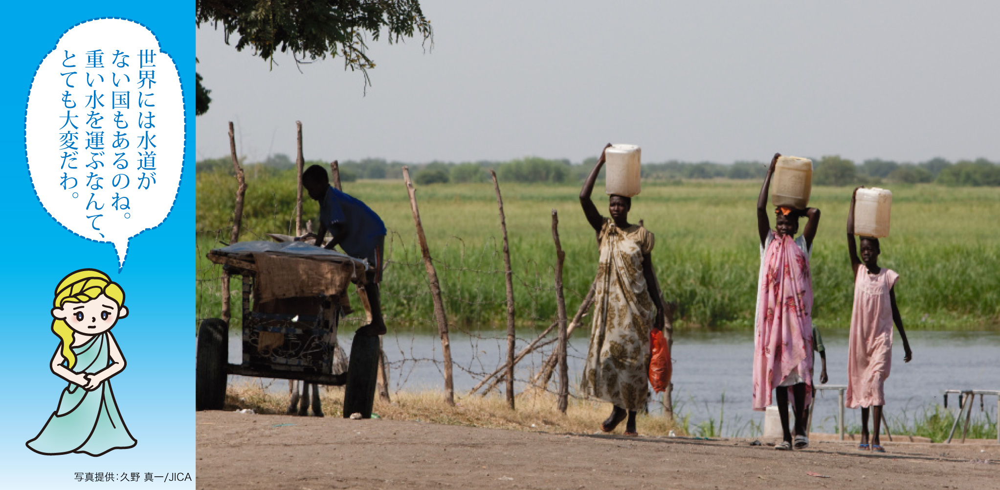 世界には水道が
ない国もあるのね。
重い水を運ぶなんて、
とても大変だわ。
写真提供：久野 真一/JICA